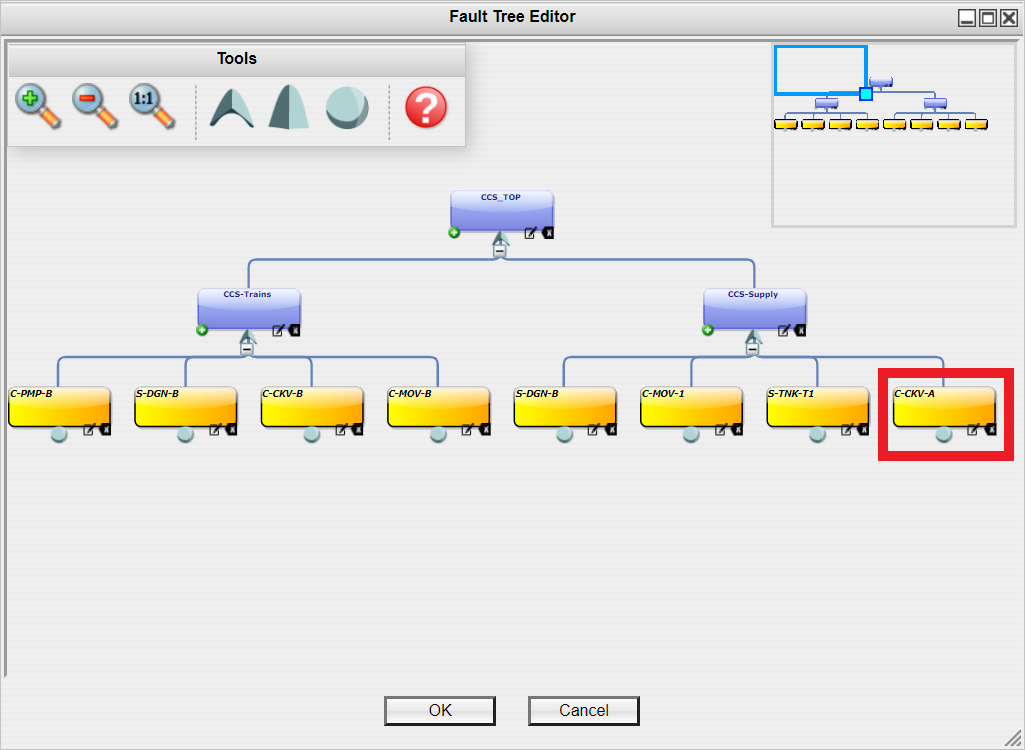 Fault Tree Editor
Tools
1:1
?
CCS_TOP
CCS-Trains
CCS-Supply
C-PMP-B
S-DGN-B
C-CKV-B
C-MOV-B
S-DGN-B
C-MOV-1
S-TNK-T1
C-CKV-A
OK
Cancel